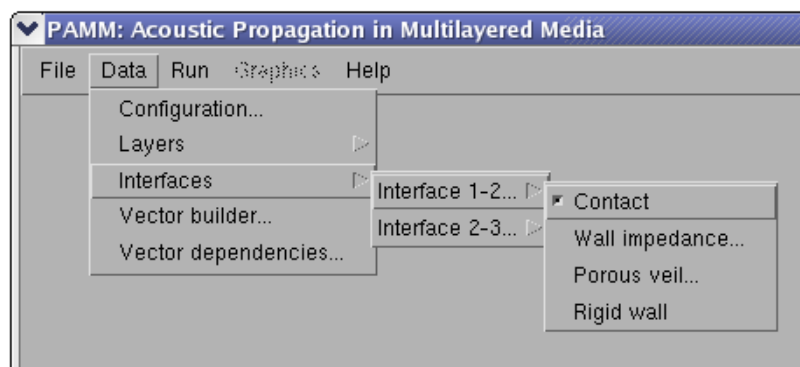 PAMM: Acoustic Propagation in Multilayered Media
File Data Run Graphics Help
Configuration...
Layers
Interfaces
Vector builder...
Vector dependencies...
Interface 1-2...
Interface 2-3...
Contact
Wall impedance...
Porous veil...
Rigid wall